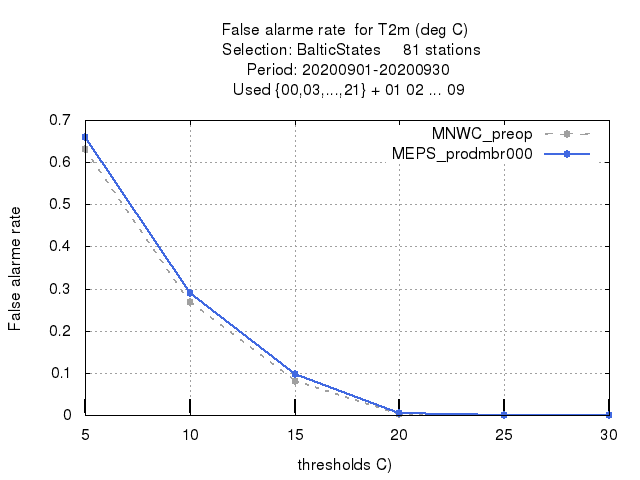 False alarme rate  for T2m (deg C)
Selection: BalticStates     81 stations
Period: 20200901-20200930
Used {00,03,...,21} + 01 02 ... 09
MNWC_preop
MEPS_prodmbr000
False alarme rate
0.7
0.6
0.5
0.4
0.3
0.2
0.1
0
5 10 15 20 25 30
thresholds C)